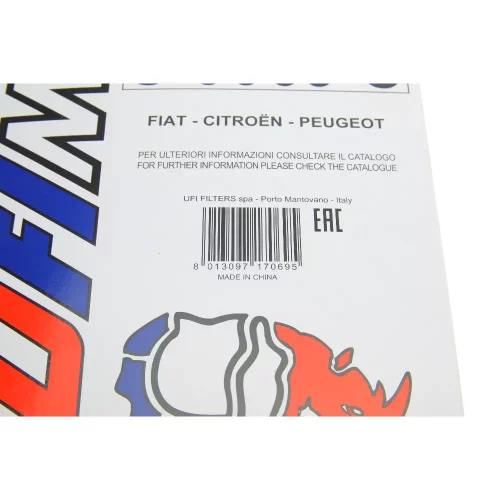 FIAT - CITROËN - PEUGEOT
PER ULTERIORI INFORMAZIONI CONSULTARE IL CATALOGO
FOR FURTHER INFORMATION PLEASE CHECK THE CATALOGUE
UFI FILTERS spa - Porto Mantovano - Italy
EAC
8 013097 170695
MADE IN CHINA
UFIM